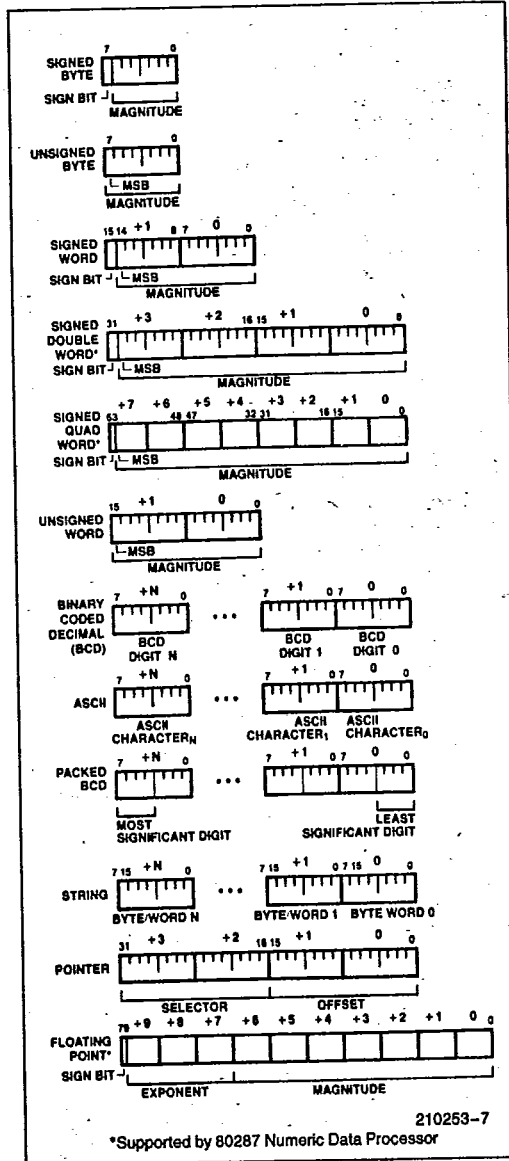 7 0
SIGNED
BYTE
SIGN BIT
MAGNITUDE
7 0
UNSIGNED
BYTE
MSB
MAGNITUDE
15 14 +1 8 7 0 0
SIGNED
WORD
SIGN BIT MSB
MAGNITUDE
31 +3 +2 16 15 +1 0 0
SIGNED
DOUBLE
WORD*
SIGN BIT MSB
MAGNITUDE
+7 +6 +5 +4 +3 +2 +1 0
63 48 47 32 31 16 15 0
SIGNED
QUAD
WORD*
SIGN BIT MSB
MAGNITUDE
15 +1 0 0
UNSIGNED
WORD
MSB
MAGNITUDE
7 +N 0 ... 7 +1 0 7 0 0
BINARY
CODED
DECIMAL
(BCD)
BCD BCD BCD
DIGIT N DIGIT 1 DIGIT 0
7 +N 0 ... 7 +1 0 7 0 0
ASCII
ASCII ASCII ASCII
CHARACTERN CHARACTER1 CHARACTER0
7 +N 0 ... 7 +1 0 7 0 0
PACKED
BCD
MOST LEAST
SIGNIFICANT DIGIT SIGNIFICANT DIGIT
7 15 +N 0 ... 7 15 +1 0 7 15 0 0
STRING
BYTE/WORD N BYTE/WORD 1 BYTE WORD 0
31 +3 +2 16 15 +1 0 0
POINTER
SELECTOR OFFSET
79 +9 +8 +7 +6 +5 +4 +3 +2 +1 0 0
FLOATING
POINT*
SIGN BIT
EXPONENT MAGNITUDE
210253-7
*Supported by 80287 Numeric Data Processor